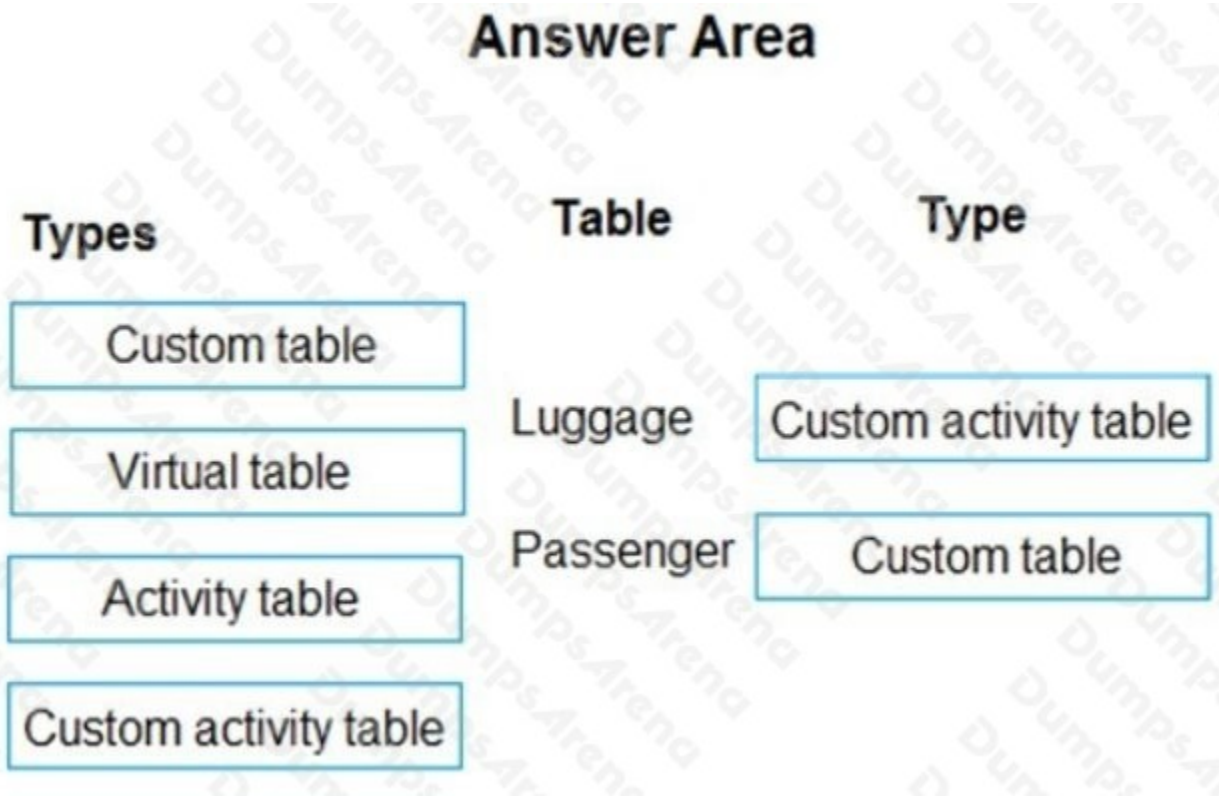 Answer Area
Types
Table
Type
Custom table
Virtual table
Activity table
Custom activity table
Luggage
Custom activity table
Passenger
Custom table
DumpsArena